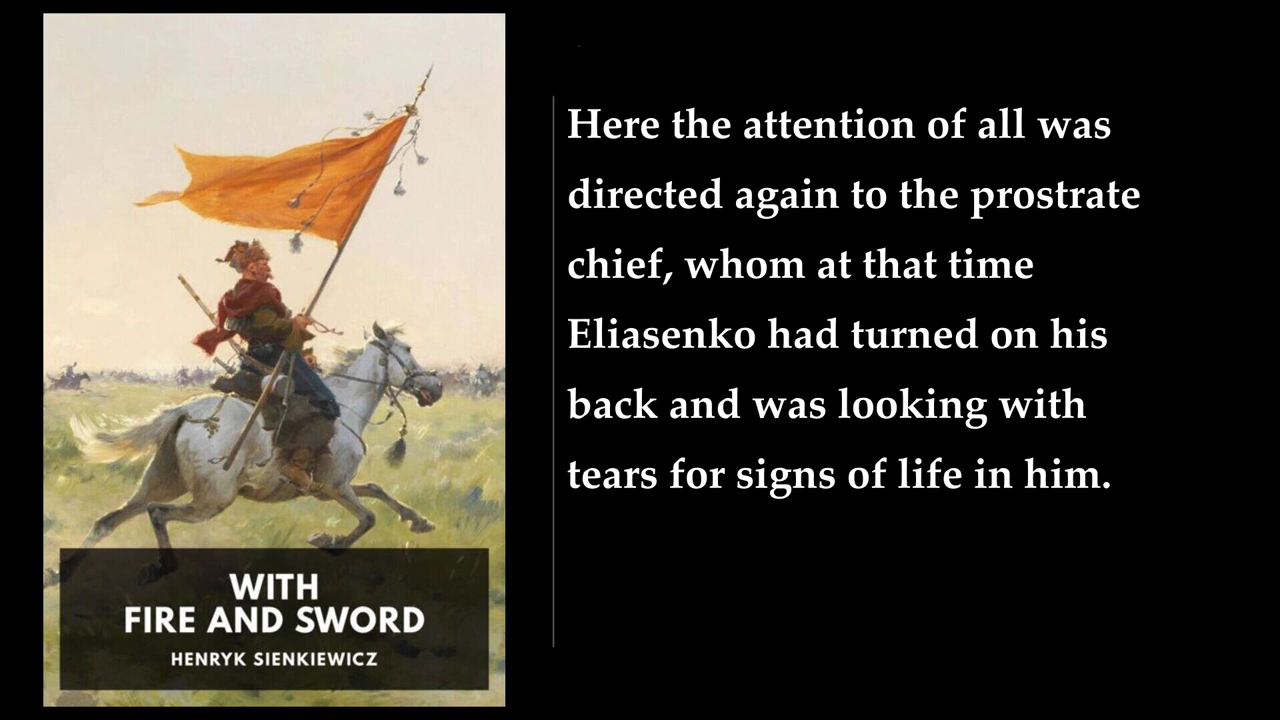 WITH
FIRE AND SWORD
HENRYK SIENKIEWICZ
Here the attention of all was
directed again to the prostrate
chief, whom at that time
Eliasenko had turned on his
back and was looking with
tears for signs of life in him.